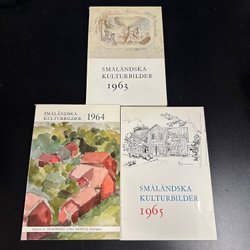 SMÅLÄNDSKA
KULTURBILDER
1963
SMÅLÄNDSKA
KULTURBILDER 1964
SMÅLÄNDSKA
KULTURBILDER
1965